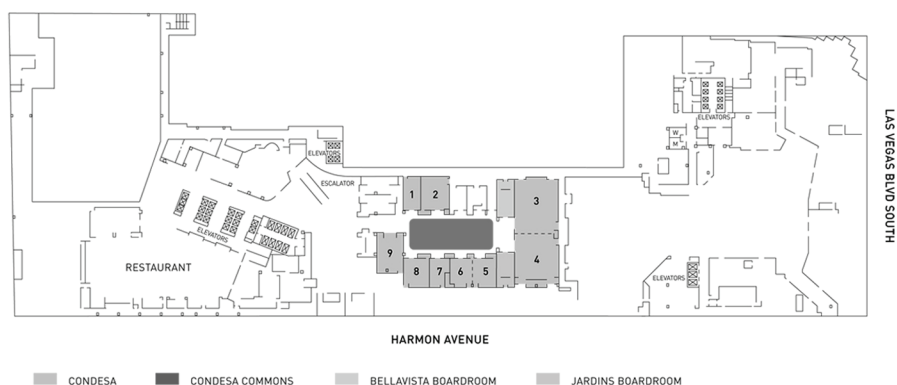 ELEVATORS
W
M
ELEVATORS
ESCALATOR
1
2
3
LAS VEGAS BLVD SOUTH
ELEVATORS
9
4
RESTAURANT
8
7
6
5
ELEVATORS
HARMON AVENUE
CONDESA
CONDESA COMMONS
BELLAVISTA BOARDROOM
JARDINS BOARDROOM